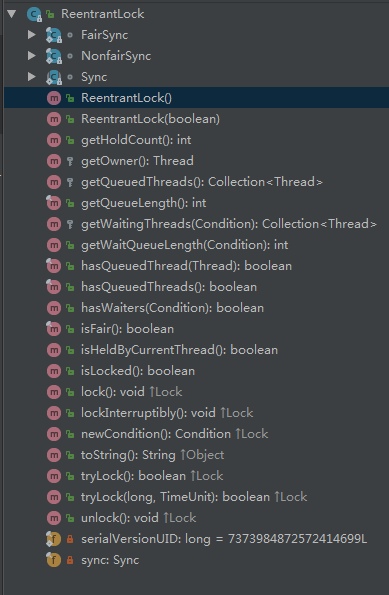 ReentrantLock
FairSync
NonfairSync
Sync
ReentrantLock()
ReentrantLock(boolean)
getHoldCount(): int
getOwner(): Thread
getQueuedThreads(): Collection<Thread>
getQueueLength(): int
getWaitingThreads(Condition): Collection<Thread>
getWaitQueueLength(Condition): int
hasQueuedThread(Thread): boolean
hasQueuedThreads(): boolean
hasWaiters(Condition): boolean
isFair(): boolean
isHeldByCurrentThread(): boolean
isLocked(): boolean
lock(): void ↑Lock
lockInterruptibly(): void ↑Lock
newCondition(): Condition ↑Lock
toString(): String ↑Object
tryLock(): boolean ↑Lock
tryLock(long, TimeUnit): boolean ↑Lock
unlock(): void ↑Lock
serialVersionUID: long = 7373984872572414699L
sync: Sync